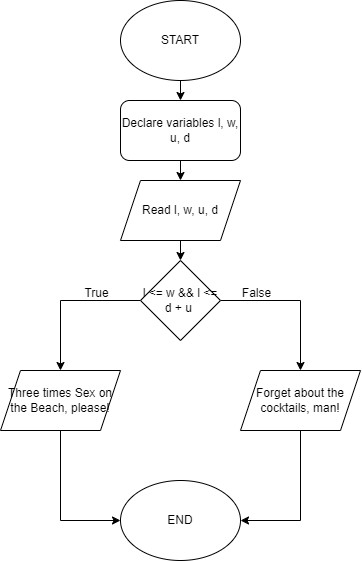 START
Declare variables l, w,
u, d
Read l, w, u, d
l <= w && l <=
d + u
True
False
Three times Sex on
the Beach, please!
Forget about the
cocktails, man!
END